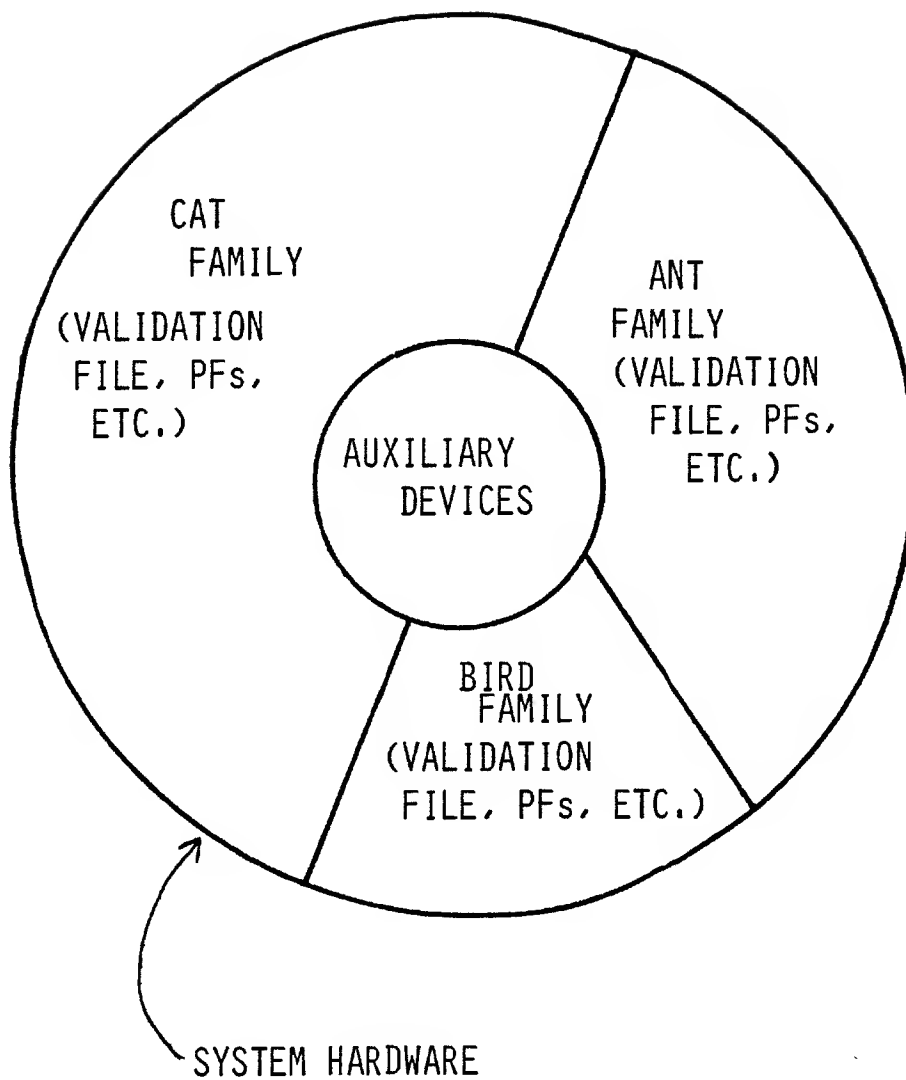 CAT
FAMILY
(VALIDATION
FILE, PFs,
ETC.)
ANT
FAMILY
(VALIDATION
FILE, PFs,
ETC.)
AUXILIARY
DEVICES
BIRD
FAMILY
(VALIDATION
FILE, PFs, ETC.)
SYSTEM HARDWARE